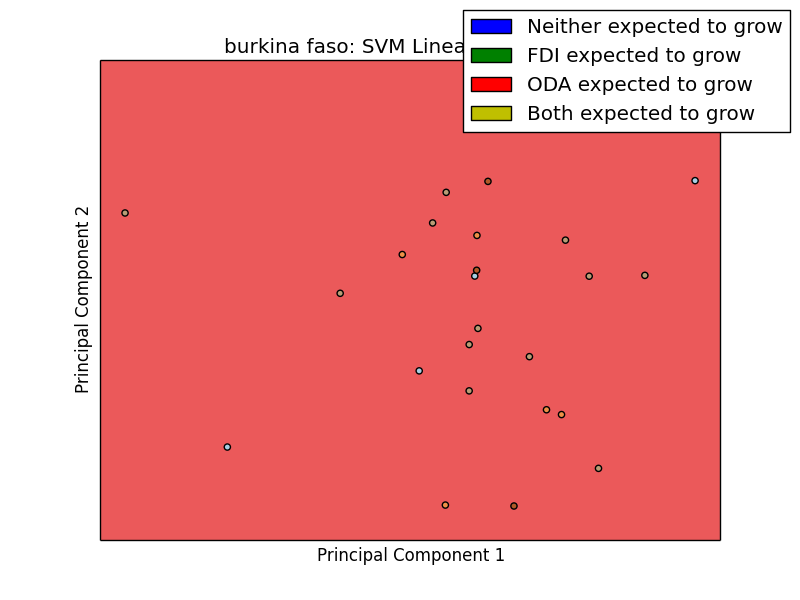 burkina faso: SVM Linea
Neither expected to grow
FDI expected to grow
ODA expected to grow
Both expected to grow
Principal Component 2
Principal Component 1